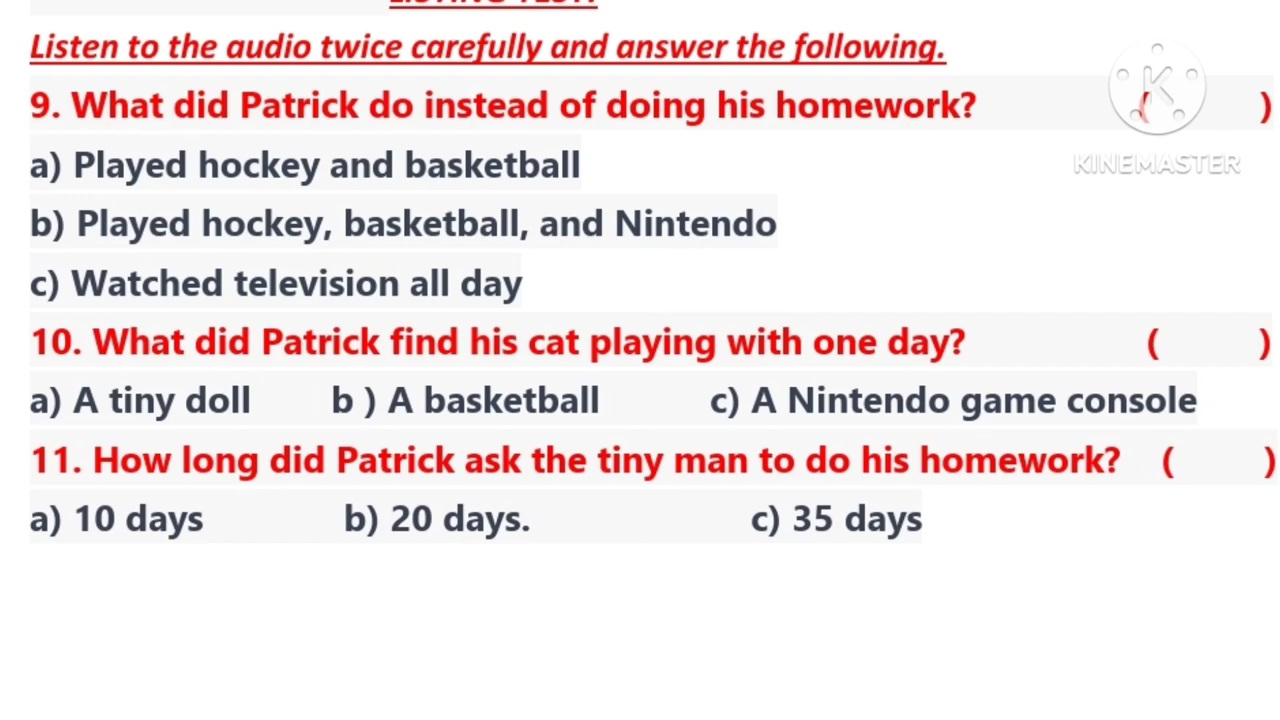 LISTING TEST:
Listen to the audio twice carefully and answer the following.
9. What did Patrick do instead of doing his homework? ( )
a) Played hockey and basketball
KINEMASTER
b) Played hockey, basketball, and Nintendo
c) Watched television all day
10. What did Patrick find his cat playing with one day? ( )
a) A tiny doll b ) A basketball c) A Nintendo game console
11. How long did Patrick ask the tiny man to do his homework? ( )
a) 10 days b) 20 days. c) 35 days